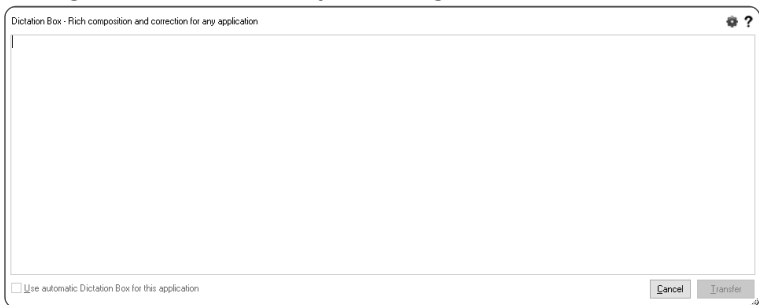 Dictation Box - Rich composition and correction for any application ?
Use automatic Dictation Box for this application Cancel Transfer